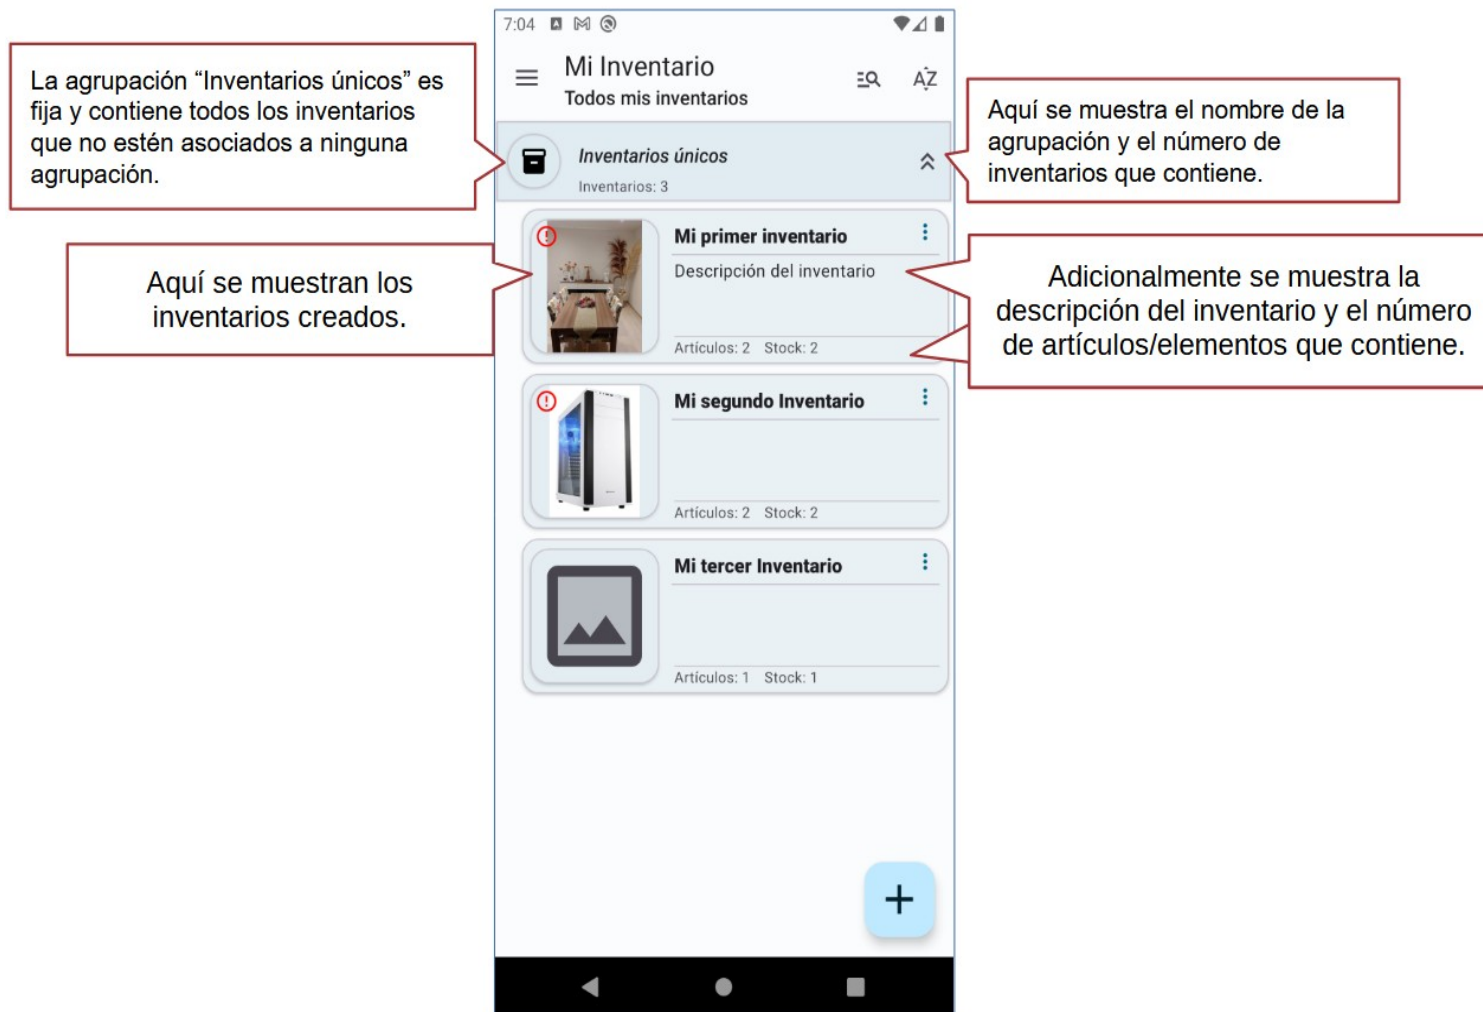 7:04
Mi Inventario
Todos mis inventarios
AZ
La agrupación “Inventarios únicos” es
fija y contiene todos los inventarios
que no estén asociados a ninguna
agrupación.
Inventarios únicos
Inventarios: 3
Aquí se muestra el nombre de la
agrupación y el número de
inventarios que contiene.
Aquí se muestran los
inventarios creados.
Mi primer inventario
Descripción del inventario
Artículos: 2 Stock: 2
Adicionalmente se muestra la
descripción del inventario y el número
de artículos/elementos que contiene.
Mi segundo Inventario
Artículos: 2 Stock: 2
Mi tercer Inventario
Artículos: 1 Stock: 1